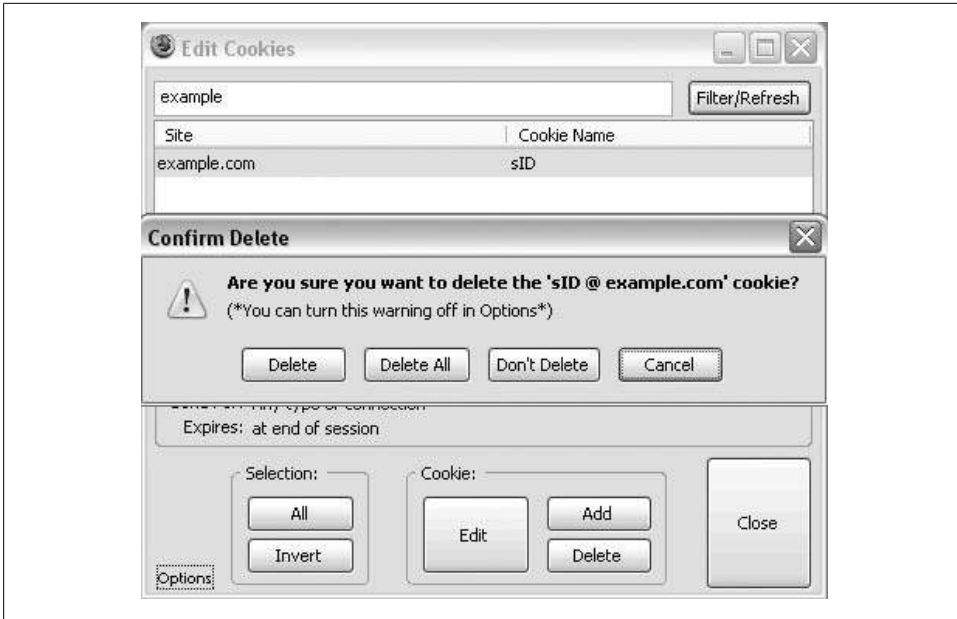 Edit Cookies
example
Filter/Refresh
Site Cookie Name
example.com sID
Confirm Delete
Are you sure you want to delete the 'sID @ example.com' cookie?
(*You can turn this warning off in Options*)
Delete Delete All Don't Delete Cancel
Expires: at end of session
Selection: Cookie:
All
Invert
Edit
Add
Delete
Close
Options